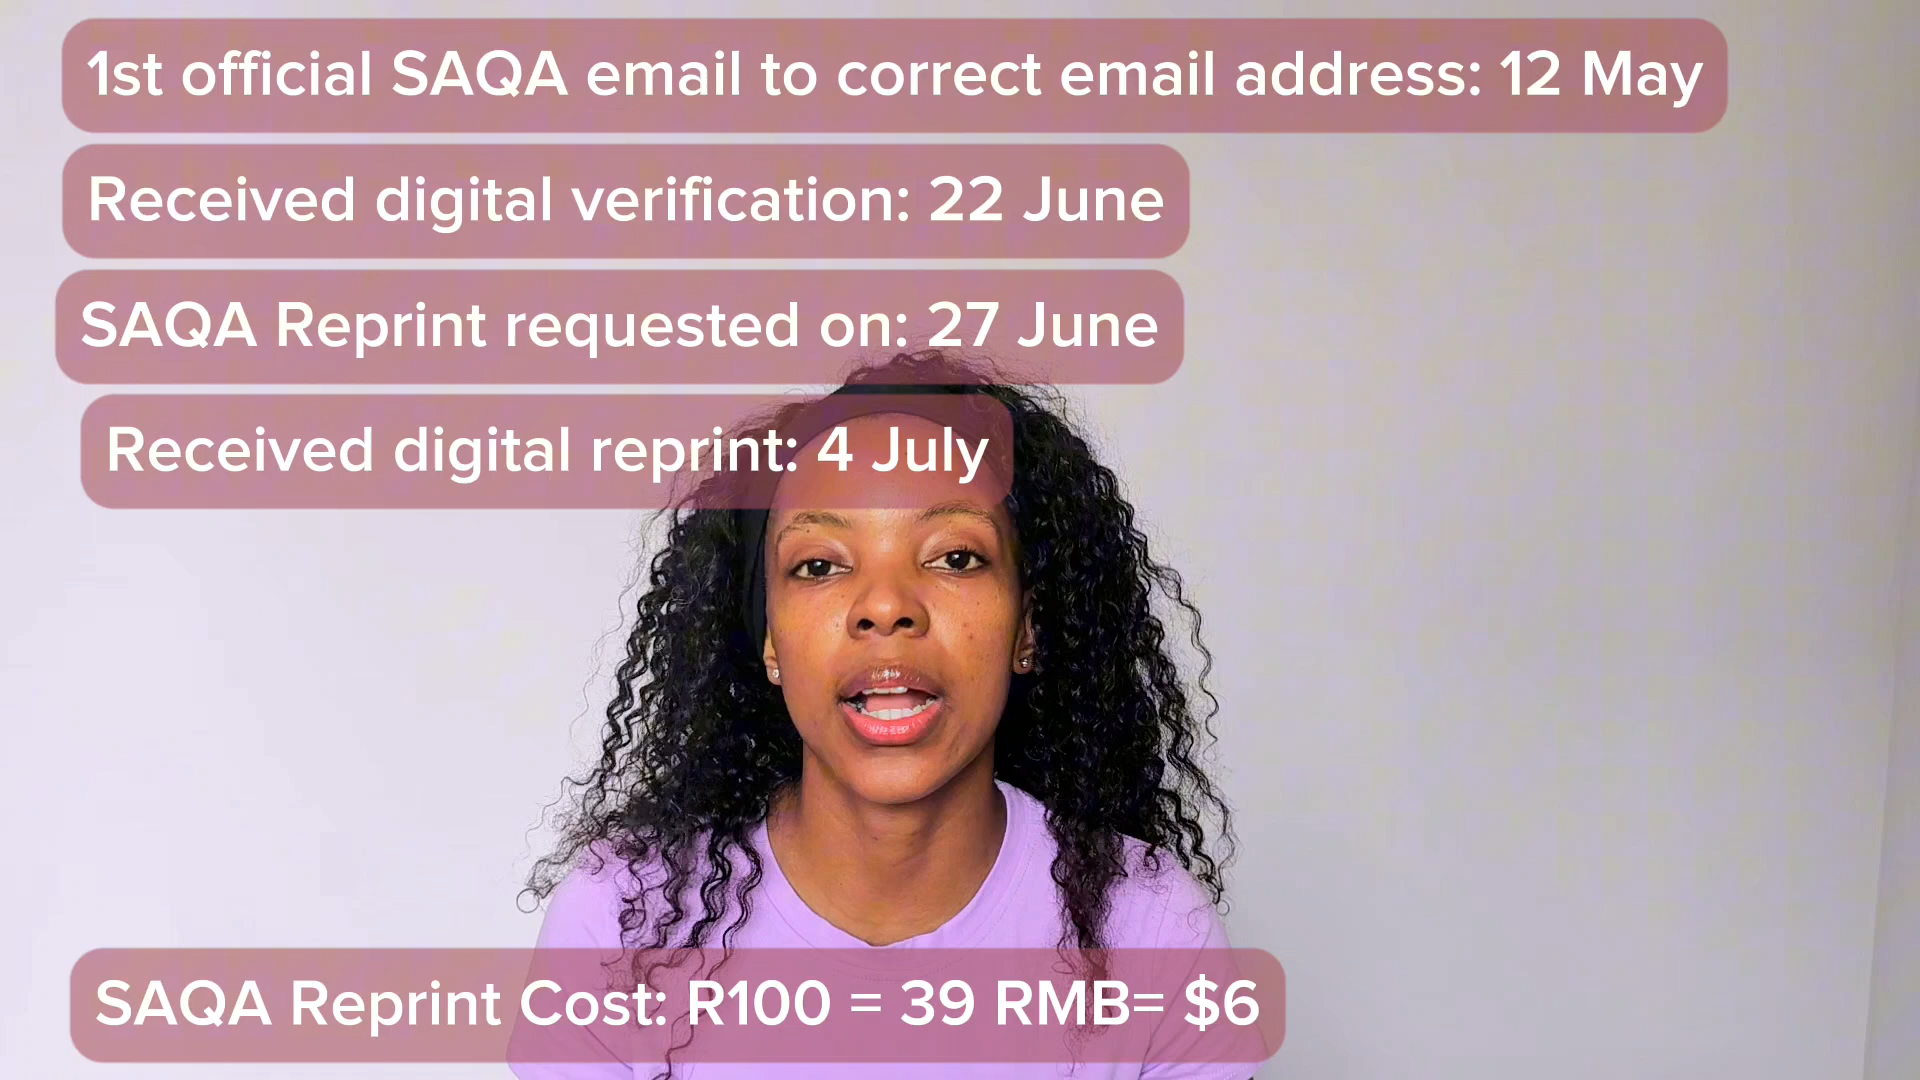 1st official SAQA email to correct email address: 12 May
Received digital verification: 22 June
SAQA Reprint requested on: 27 June
Received digital reprint: 4 July
SAQA Reprint Cost: R100 = 39 RMB= $6